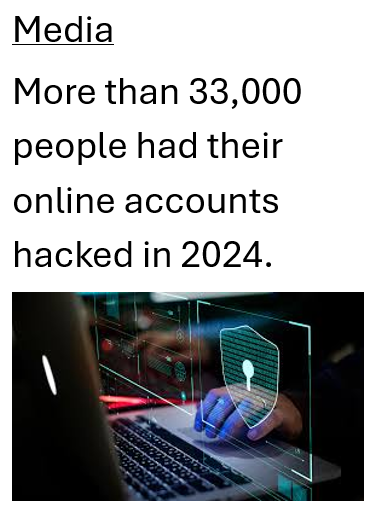 Media
More than 33,000
people had their
online accounts
hacked in 2024.